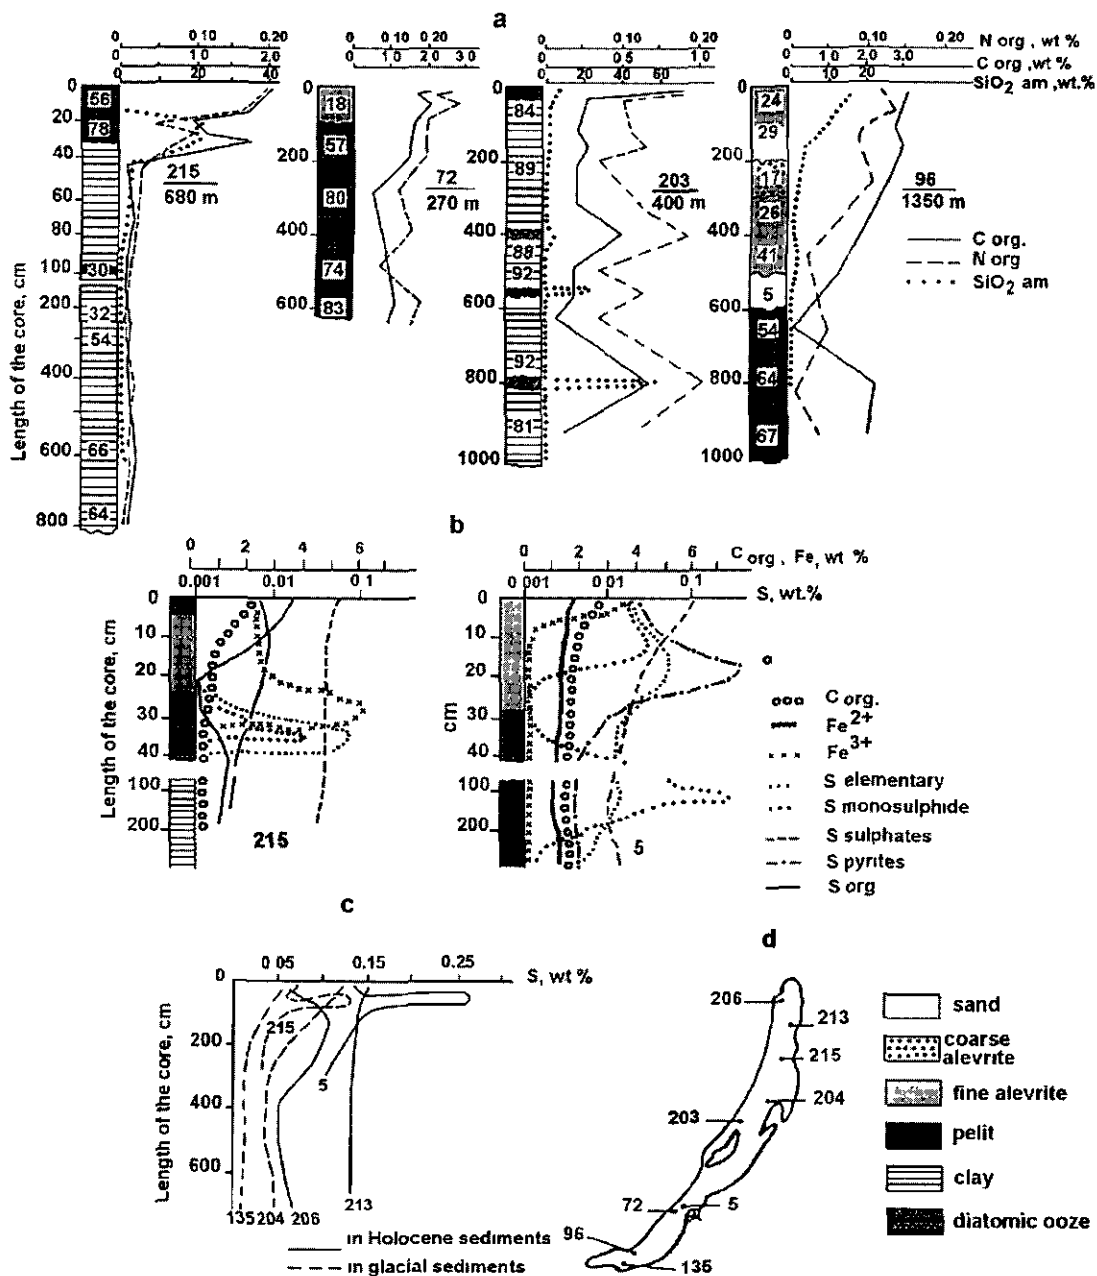 a
0 0 10 0.20
0 20 40
0 0 20 0 20
0 10 20 3 0
0 0 10 0.20
0 0 5 1 0
0 20 40 60
0 0 10 0 20
0 1 0 2 0 3.0
N org , wt %
C org ,wt %
SiO2 am ,wt.%
Length of the core, cm
0
20
40
60
80
100
200
400
600
800
56
78
30
32
54
66
64
215
680 m
0
200
400
600
18
57
80
74
83
72
270 m
0
200
400
600
800
1000
84
89
88
92
92
81
203
400 m
0
200
400
600
800
1000
24
29
17
26
41
5
54
64
67
96
1350 m
C org.
N org
SiO2 am
b
0 2 4 6
0.001 0.01 0 1
0 2 4 6
0 001 0 01 0 1
C org . Fe, wt %
S, wt.%
Length of the core, cm
0
10
20
30
40
100
200
215
cm
0
10
20
30
40
100
200
5
C org.
Fe2+
Fe3+
S elementary
S monosulphide
S sulphates
S pyrites
S org
c
0 05 0.15 0.25
S, wt %
Length of the core, cm
0
200
400
600
215
5
135 204 206 213
in Holocene sediments
in glacial sediments
d
206
213
215
204
203
72
5
96
135
sand
coarse
alevrite
fine alevrite
pelit
clay
diatomic ooze